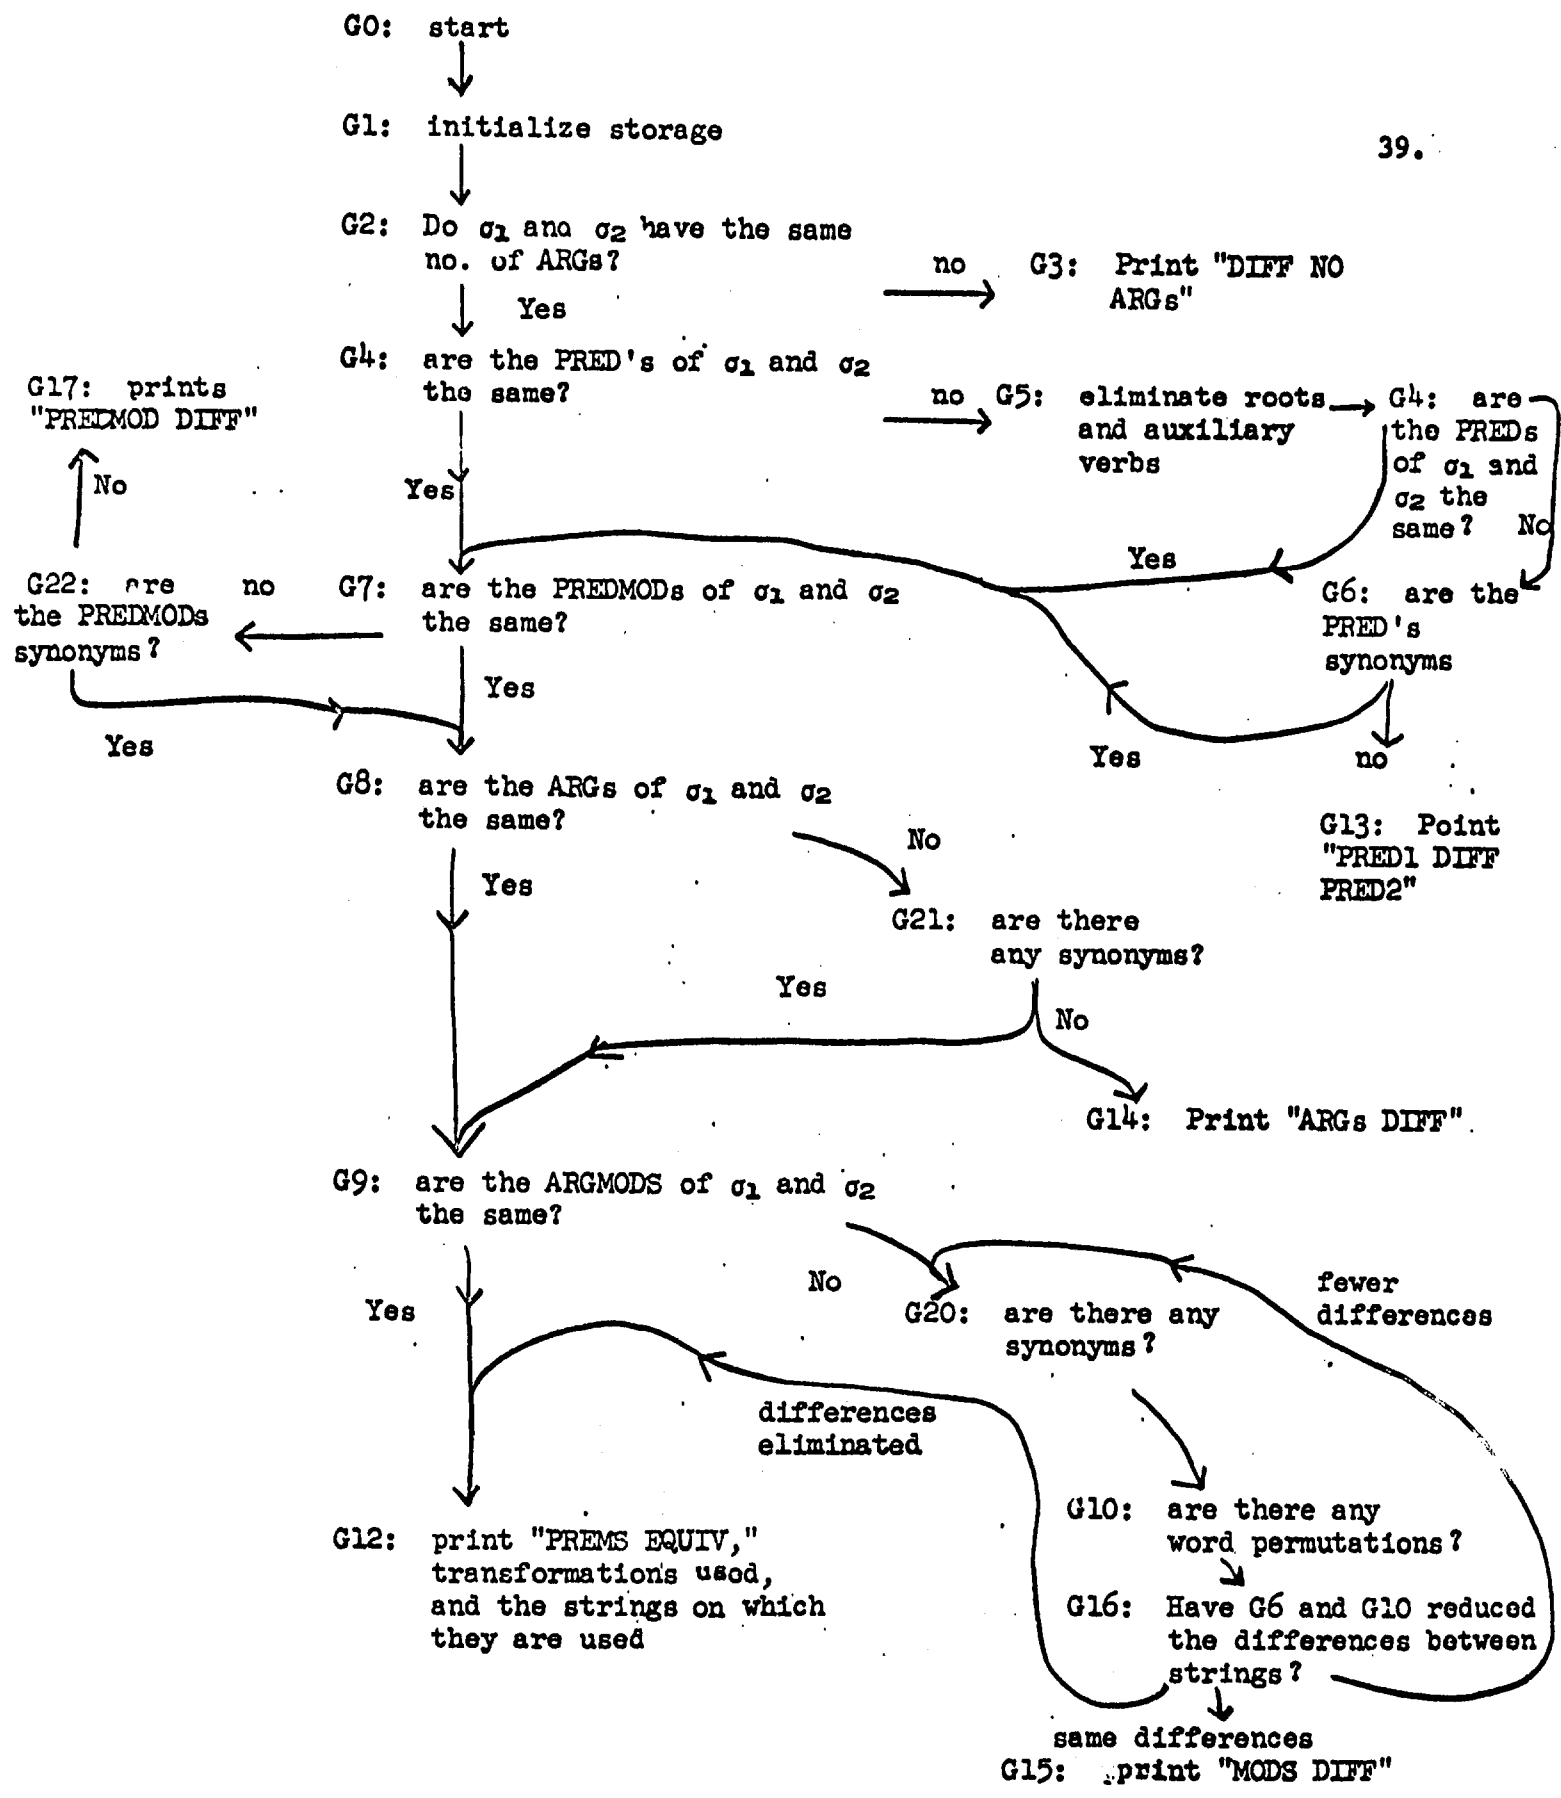 G0: start
G1: initialize storage
39.
G2: Do σ1 and σ2 have the same
no. of ARGs?
no
G3: Print "DIFF NO
ARGs"
Yes
G4: are the PRED's of σ1 and σ2
the same?
no
G5: eliminate roots
and auxiliary
verbs
G4: are
the PREDs
of σ1 and
σ2 the
same?
No
G17: prints
"PREDMOD DIFF"
No
Yes
Yes
G22: are
the PREDMODs
synonyms?
no
G7: are the PREDMODs of σ1 and σ2
the same?
G6: are the
PRED's
synonyms
Yes
Yes
Yes
no
G8: are the ARGs of σ1 and σ2
the same?
No
G13: Point
"PRED1 DIFF
PRED2"
Yes
G21: are there
any synonyms?
Yes
No
G14: Print "ARGs DIFF".
G9: are the ARGMODS of σ1 and σ2
the same?
No
fewer
differences
Yes
G20: are there any
synonyms?
differences
eliminated
G10: are there any
word permutations?
G12: print "PREMS EQUIV,"
transformations used,
and the strings on which
they are used
G16: Have G6 and G10 reduced
the differences between
strings?
same differences
G15: print "MODS DIFF"